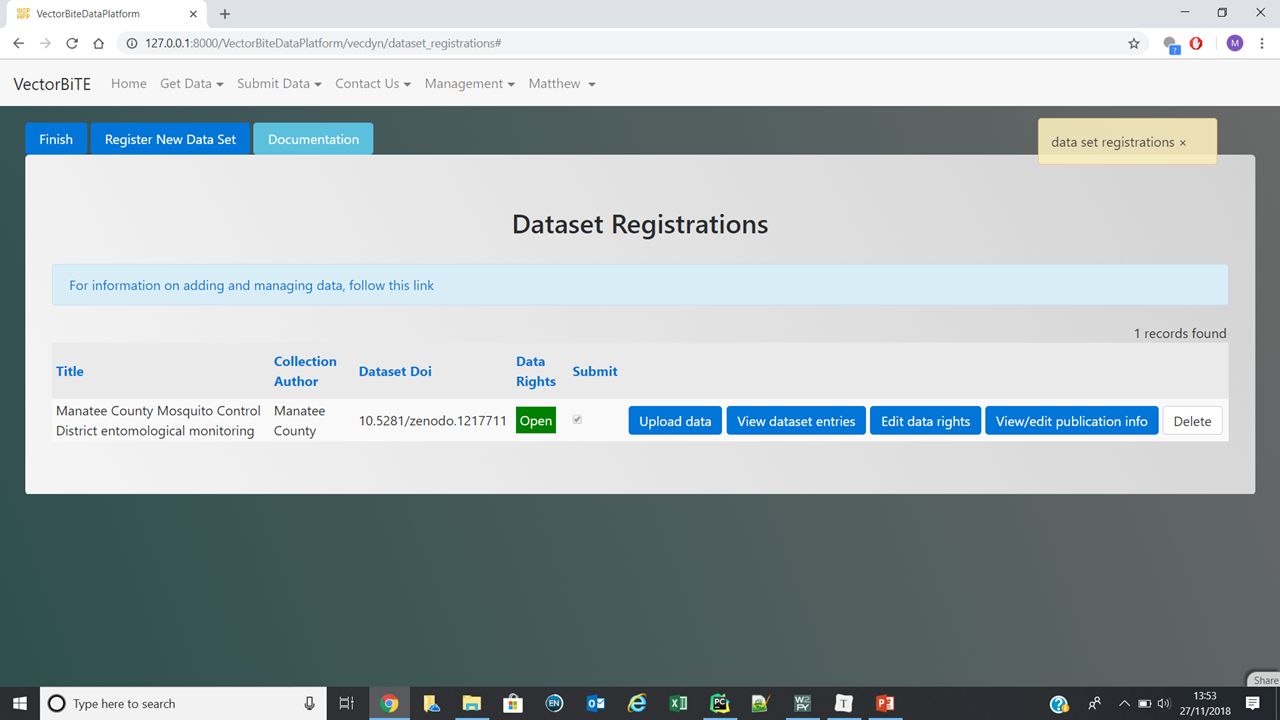 VectorBiteDataPlatform
127.0.0.1:8000/VectorBiteDataPlatform/vecdyn/dataset_registrations#
M
VectorBiTE Home Get Data Submit Data Contact Us Management Matthew
Finish Register New Data Set Documentation
data set registrations ×
Dataset Registrations
For information on adding and managing data, follow this link
1 records found
Title Collection Author Dataset Doi Data Rights Submit
Manatee County Mosquito Control District entomological monitoring Manatee County 10.5281/zenodo.1217711 Open Upload data View dataset entries Edit data rights View/edit publication info Delete
Share
Type here to search
EN
PC
T
13:53
27/11/2018